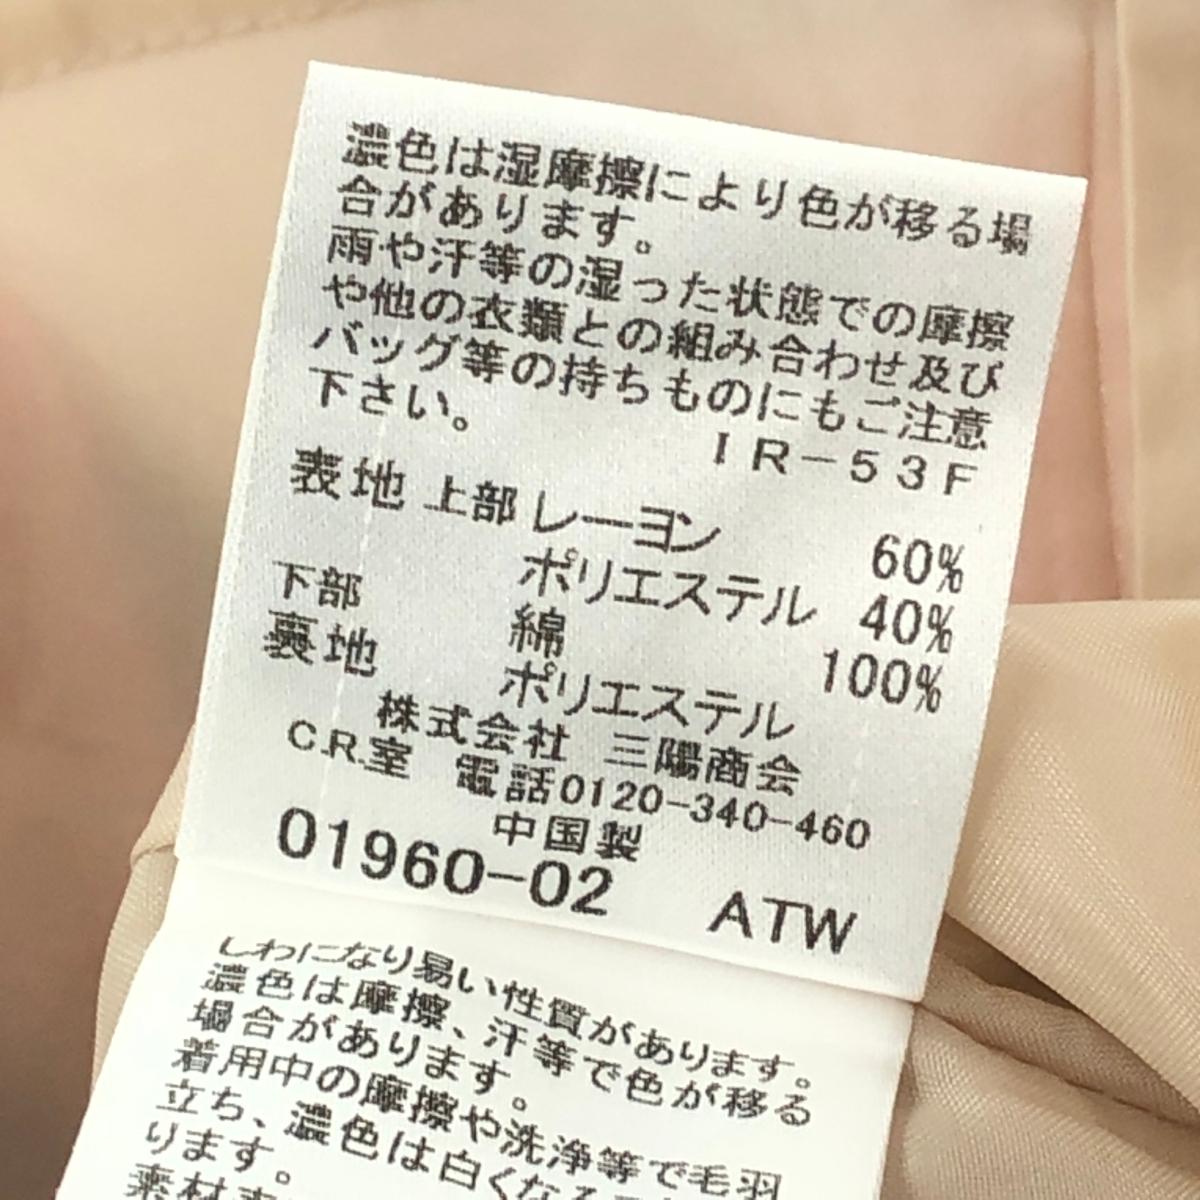 濃色は湿摩擦により色が移る場
合があります。
雨や汗等の湿った状態での摩擦
や他の衣類との組み合わせ及び
バッグ等の持ちものにもご注意
下さい。
IR-53F
表地 上部 レーヨン 60%
ポリエステル 40%
下部 綿 100%
裏地 ポリエステル
株式会社 三陽商会
C.R.室 電話0120-340-460
中国製
01960-02 ATW
しわになり易い性質があります。
濃色は摩擦、汗等で色が移る
場合があります。
着用中の摩擦や洗浄等で毛羽
立ち、濃色は白くなる
ります。
素材